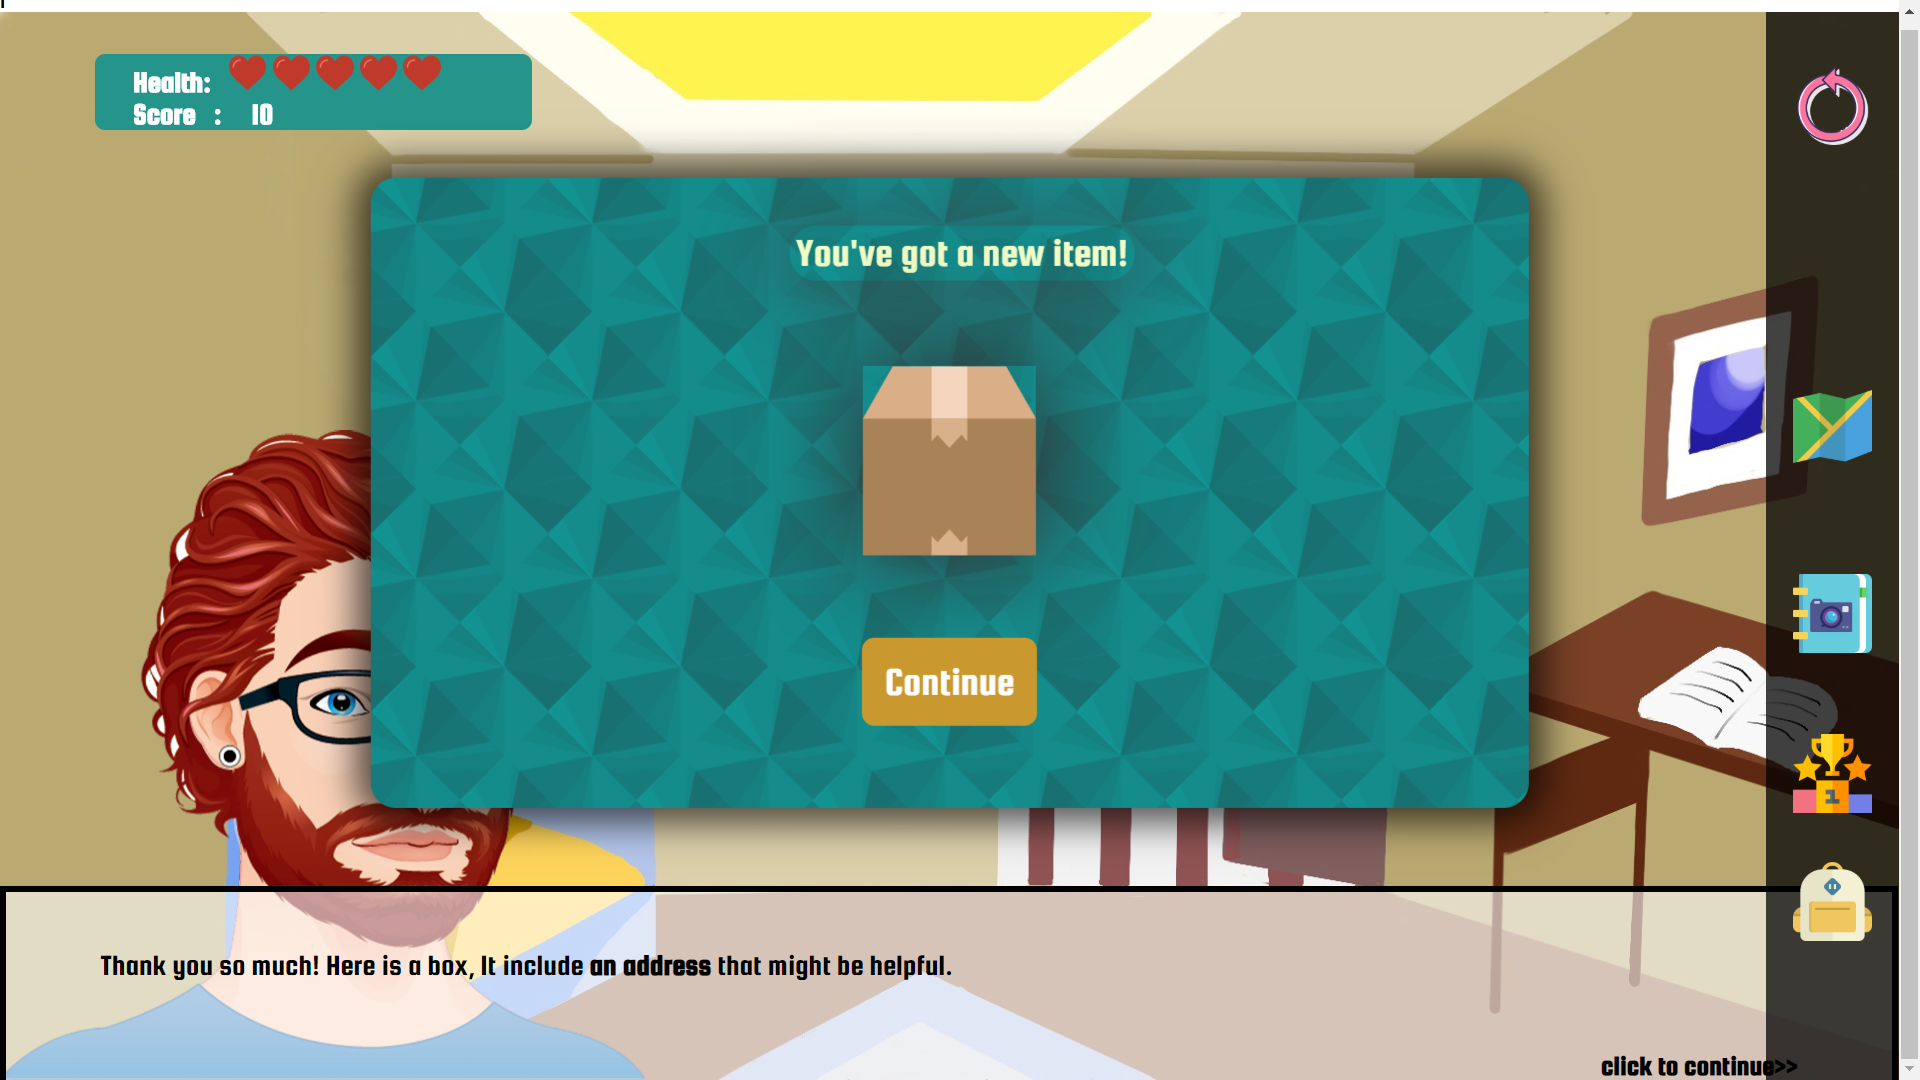 Health:
Score : 10
You've got a new item!
Continue
1
Thank you so much! Here is a box, It include an address that might be helpful.
click to continue>>